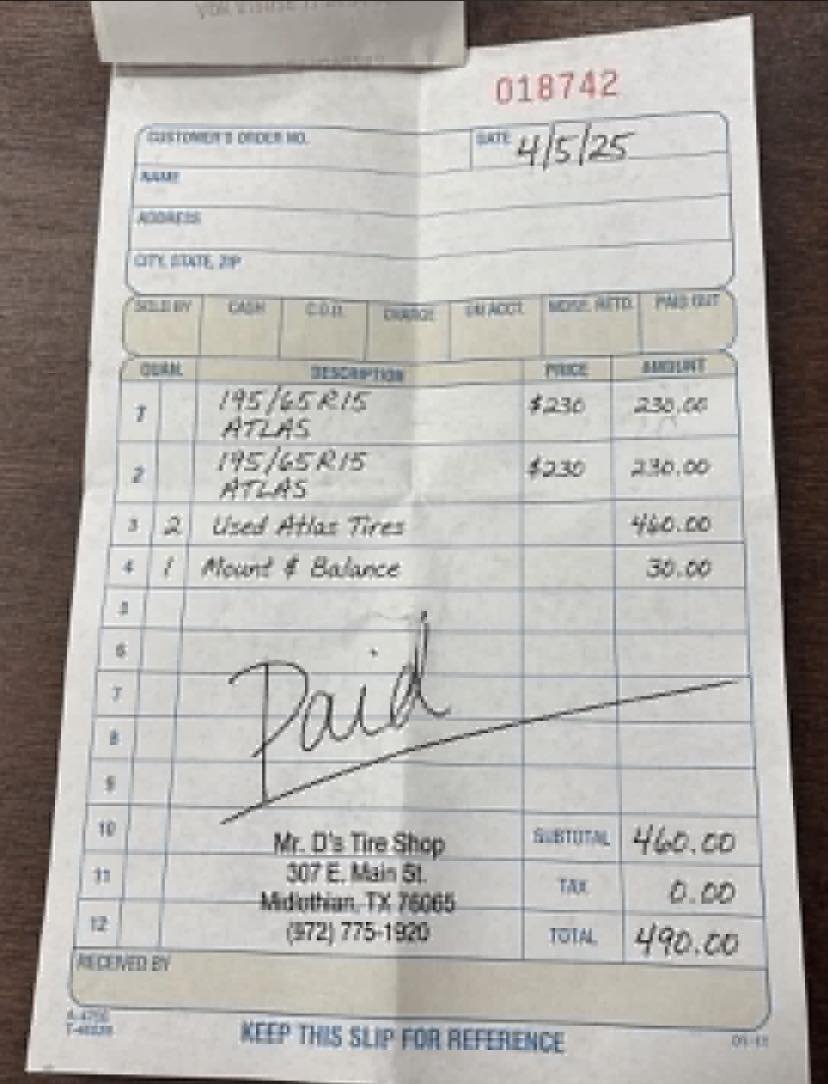 018742
CUSTOMER'S ORDER NO. DATE 4/5/25
NAME
ADDRESS
CITY, STATE, ZIP
SOLD BY CASH C.O.D. CHARGE ON ACCT. MDSE. RETD. PAID OUT
QUAN. DESCRIPTION PRICE AMOUNT
1 195/65R15 $230 230.00
ATLAS
2 195/65R15 $230 230.00
ATLAS
3 2 Used Atlas Tires 460.00
4 1 Mount & Balance 30.00
5
6
Paid
7
8
9
10 Mr. D's Tire Shop SUBTOTAL 460.00
11 307 E. Main St. TAX 0.00
Midlothian, TX 76065
12 (972) 775-1920 TOTAL 490.00
RECEIVED BY
KEEP THIS SLIP FOR REFERENCE